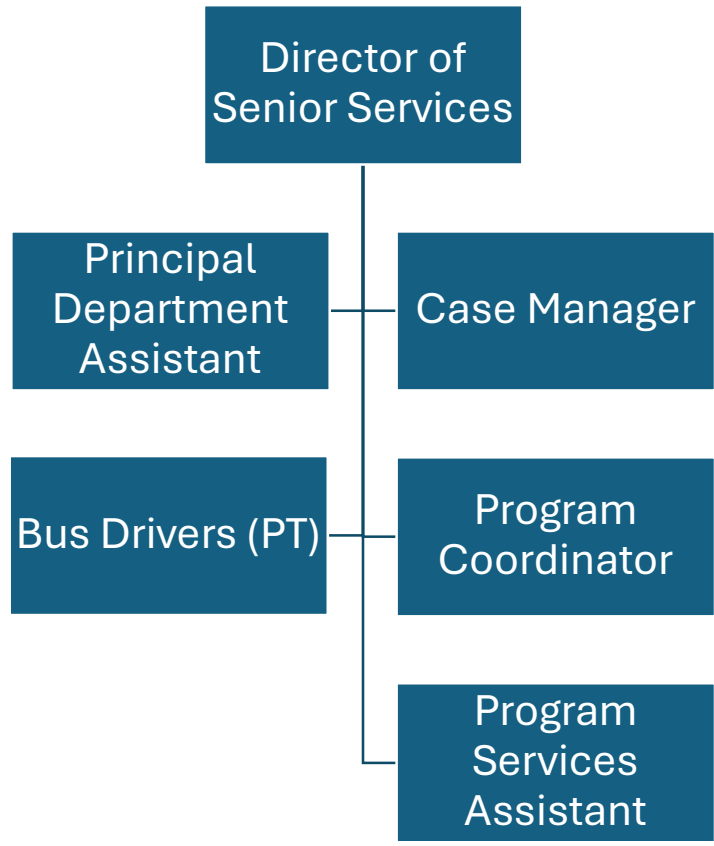 Director of
Senior Services
Principal
Department
Assistant
Case Manager
Bus Drivers (PT)
Program
Coordinator
Program
Services
Assistant